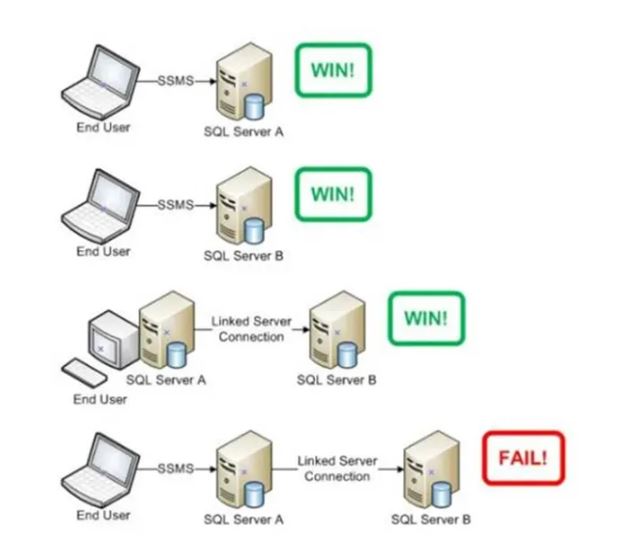 SSMS
WIN!
End User
SQL Server A
SSMS
WIN!
End User
SQL Server B
Linked Server
Connection
WIN!
SQL Server A
SQL Server B
End User
SSMS
Linked Server
Connection
FAIL!
End User
SQL Server A
SQL Server B